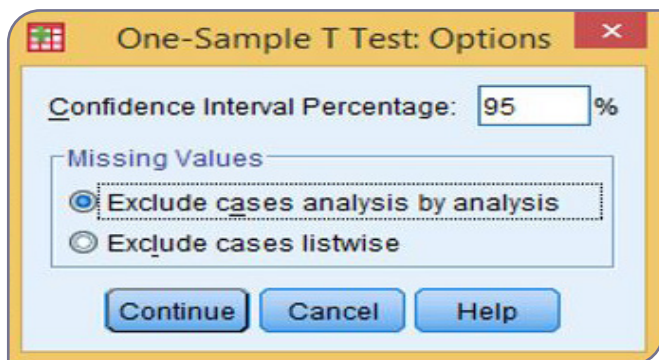 One-Sample T Test: Options
Confidence Interval Percentage: 95 %
Missing Values
Exclude cases analysis by analysis
Exclude cases listwise
Continue Cancel Help